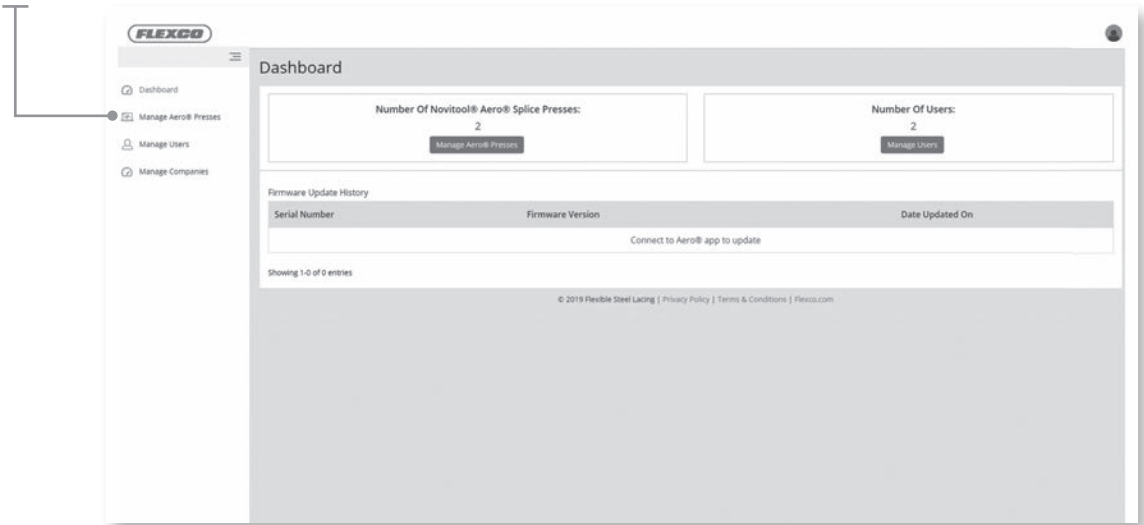 FLEXCO
Dashboard
Dashboard
Manage Aero® Presses
Manage Users
Manage Companies
Number Of Novitool® Aero® Splice Presses:
2
Manage Aero® Presses
Number Of Users:
2
Manage Users
Firmware Update History
Serial Number Firmware Version Date Updated On
Connect to Aero® app to update
Showing 1-0 of 0 entries
© 2019 Flexible Steel Lacing | Privacy Policy | Terms & Conditions | Flexco.com